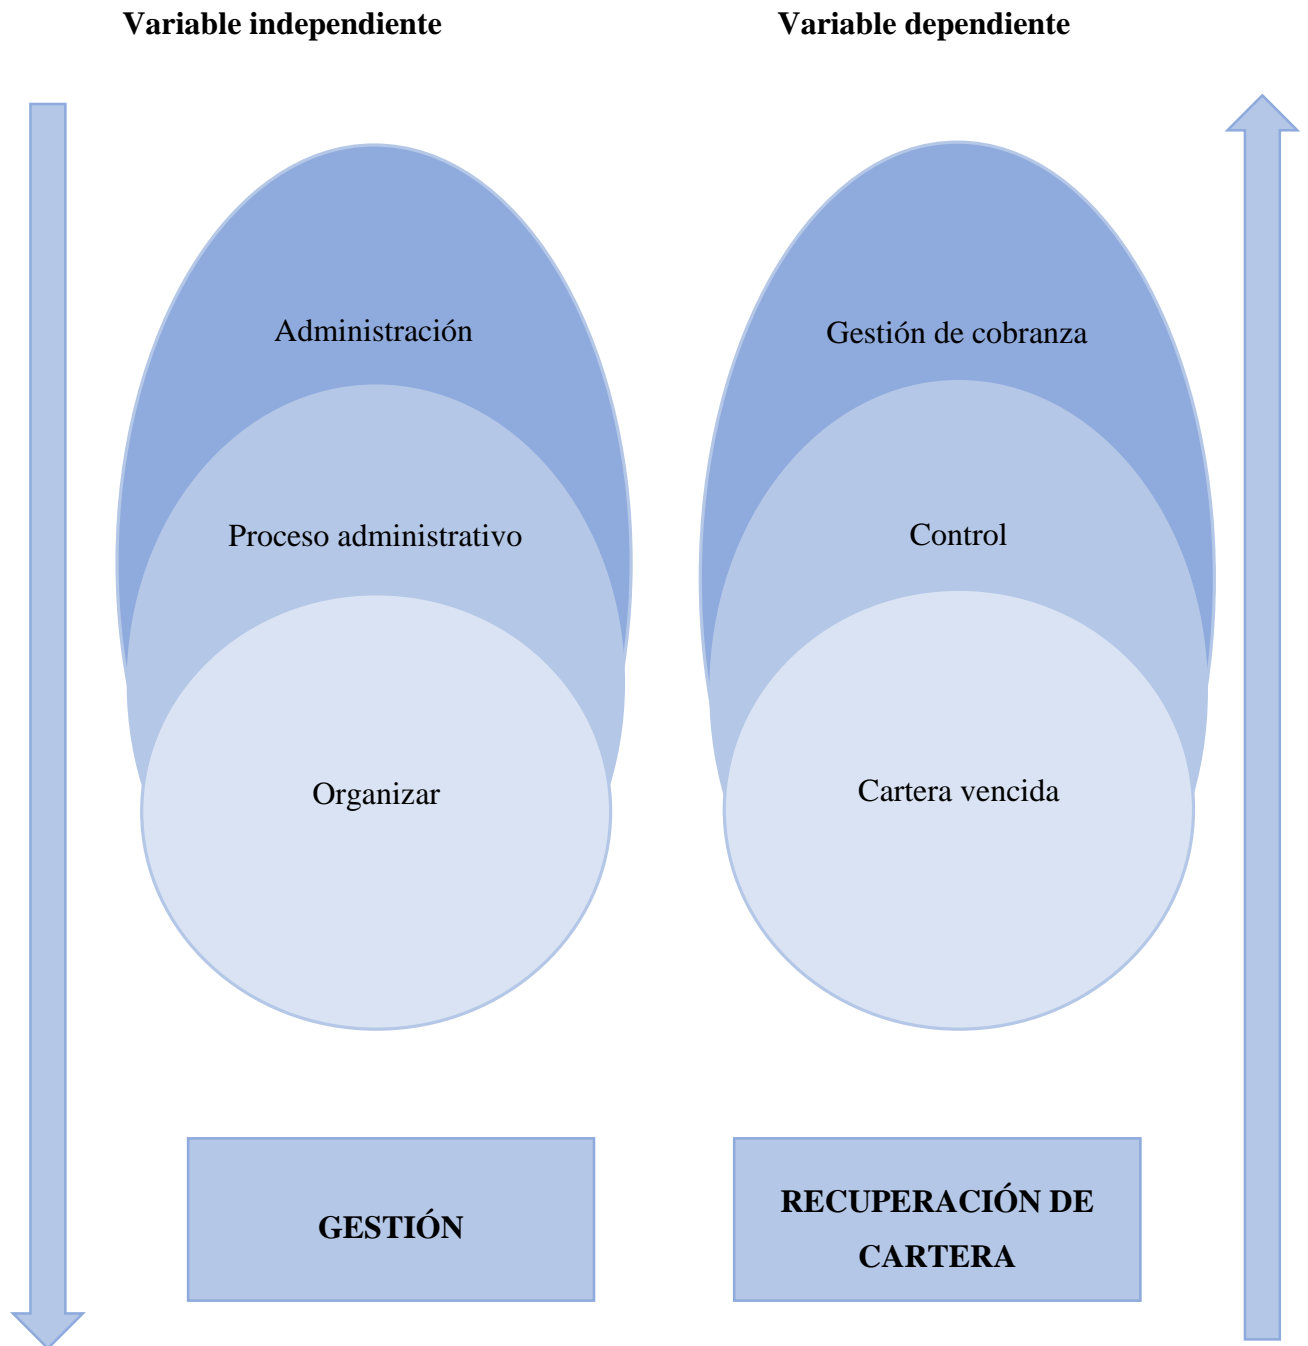 Variable independiente
Variable dependiente
Administración
Gestión de cobranza
Proceso administrativo
Control
Organizar
Cartera vencida
GESTIÓN
RECUPERACIÓN DE
CARTERA